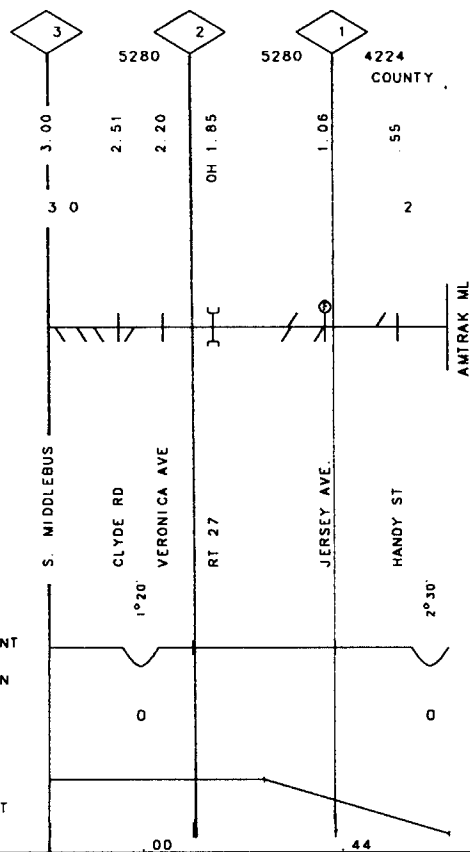 3
2
1
5280
5280
4224
COUNTY
3.00
2.51
2.20
OH 1.85
1.06
.55
3 0
2
F
AMTRAK ML
S. MIDDLEBUS
CLYDE RD
VERONICA AVE
RT 27
JERSEY AVE.
HANDY ST
1°20'
2°30'
NT
N
0
0
T
00
44